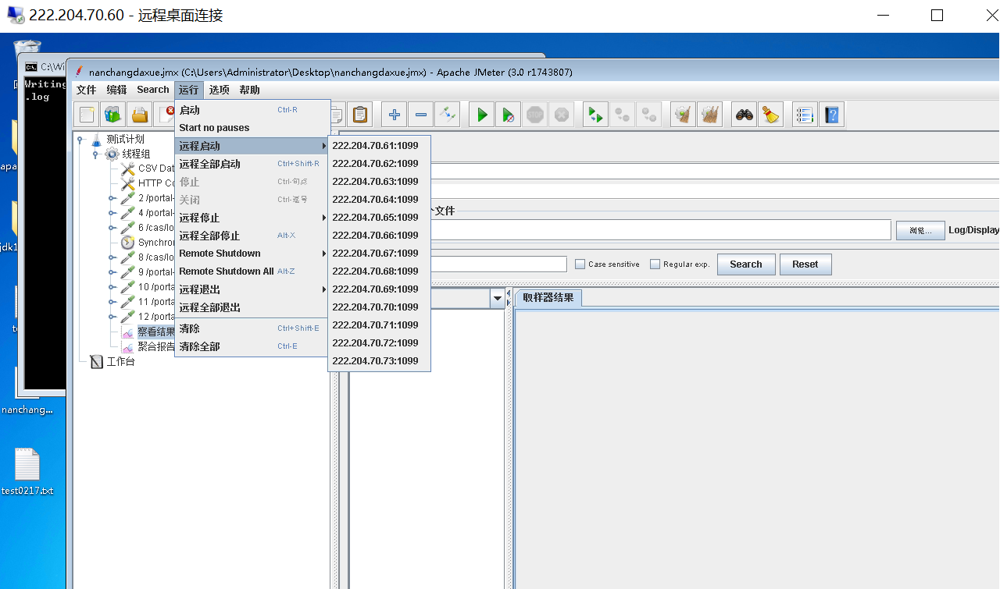 222.204.70.60 - 远程桌面连接
C:\Wi
nanchangdaxue.jmx (C:\Users\Administrator\Desktop\nanchangdaxue.jmx) - Apache JMeter (3.0 r1743807)
Writing
.log
文件 编辑 Search 运行 选项 帮助
启动 Ctrl-R
Start no pauses
远程启动
远程全部启动 Ctrl+Shift-R
停止 Ctrl-句点
关闭 Ctrl-逗号
远程停止
远程全部停止 Alt-X
Remote Shutdown
Remote Shutdown All Alt-Z
远程退出
远程全部退出
清除 Ctrl+Shift-E
清除全部 Ctrl-E
222.204.70.61:1099
222.204.70.62:1099
222.204.70.63:1099
222.204.70.64:1099
222.204.70.65:1099
222.204.70.66:1099
222.204.70.67:1099
222.204.70.68:1099
222.204.70.69:1099
222.204.70.70:1099
222.204.70.71:1099
222.204.70.72:1099
222.204.70.73:1099
测试计划
线程组
CSV Dat
HTTP Co
2 /portal-
4 /portal-
6 /cas/lo
Synchror
8 /cas/lo
9 /portal-
10 /porta
11 /porta
12 /porta
察看结果
聚合报告
工作台
文件
浏览... Log/Display
Case sensitive Regular exp. Search Reset
取样器结果
apa
jdk1
nanchang...
test0217.txt